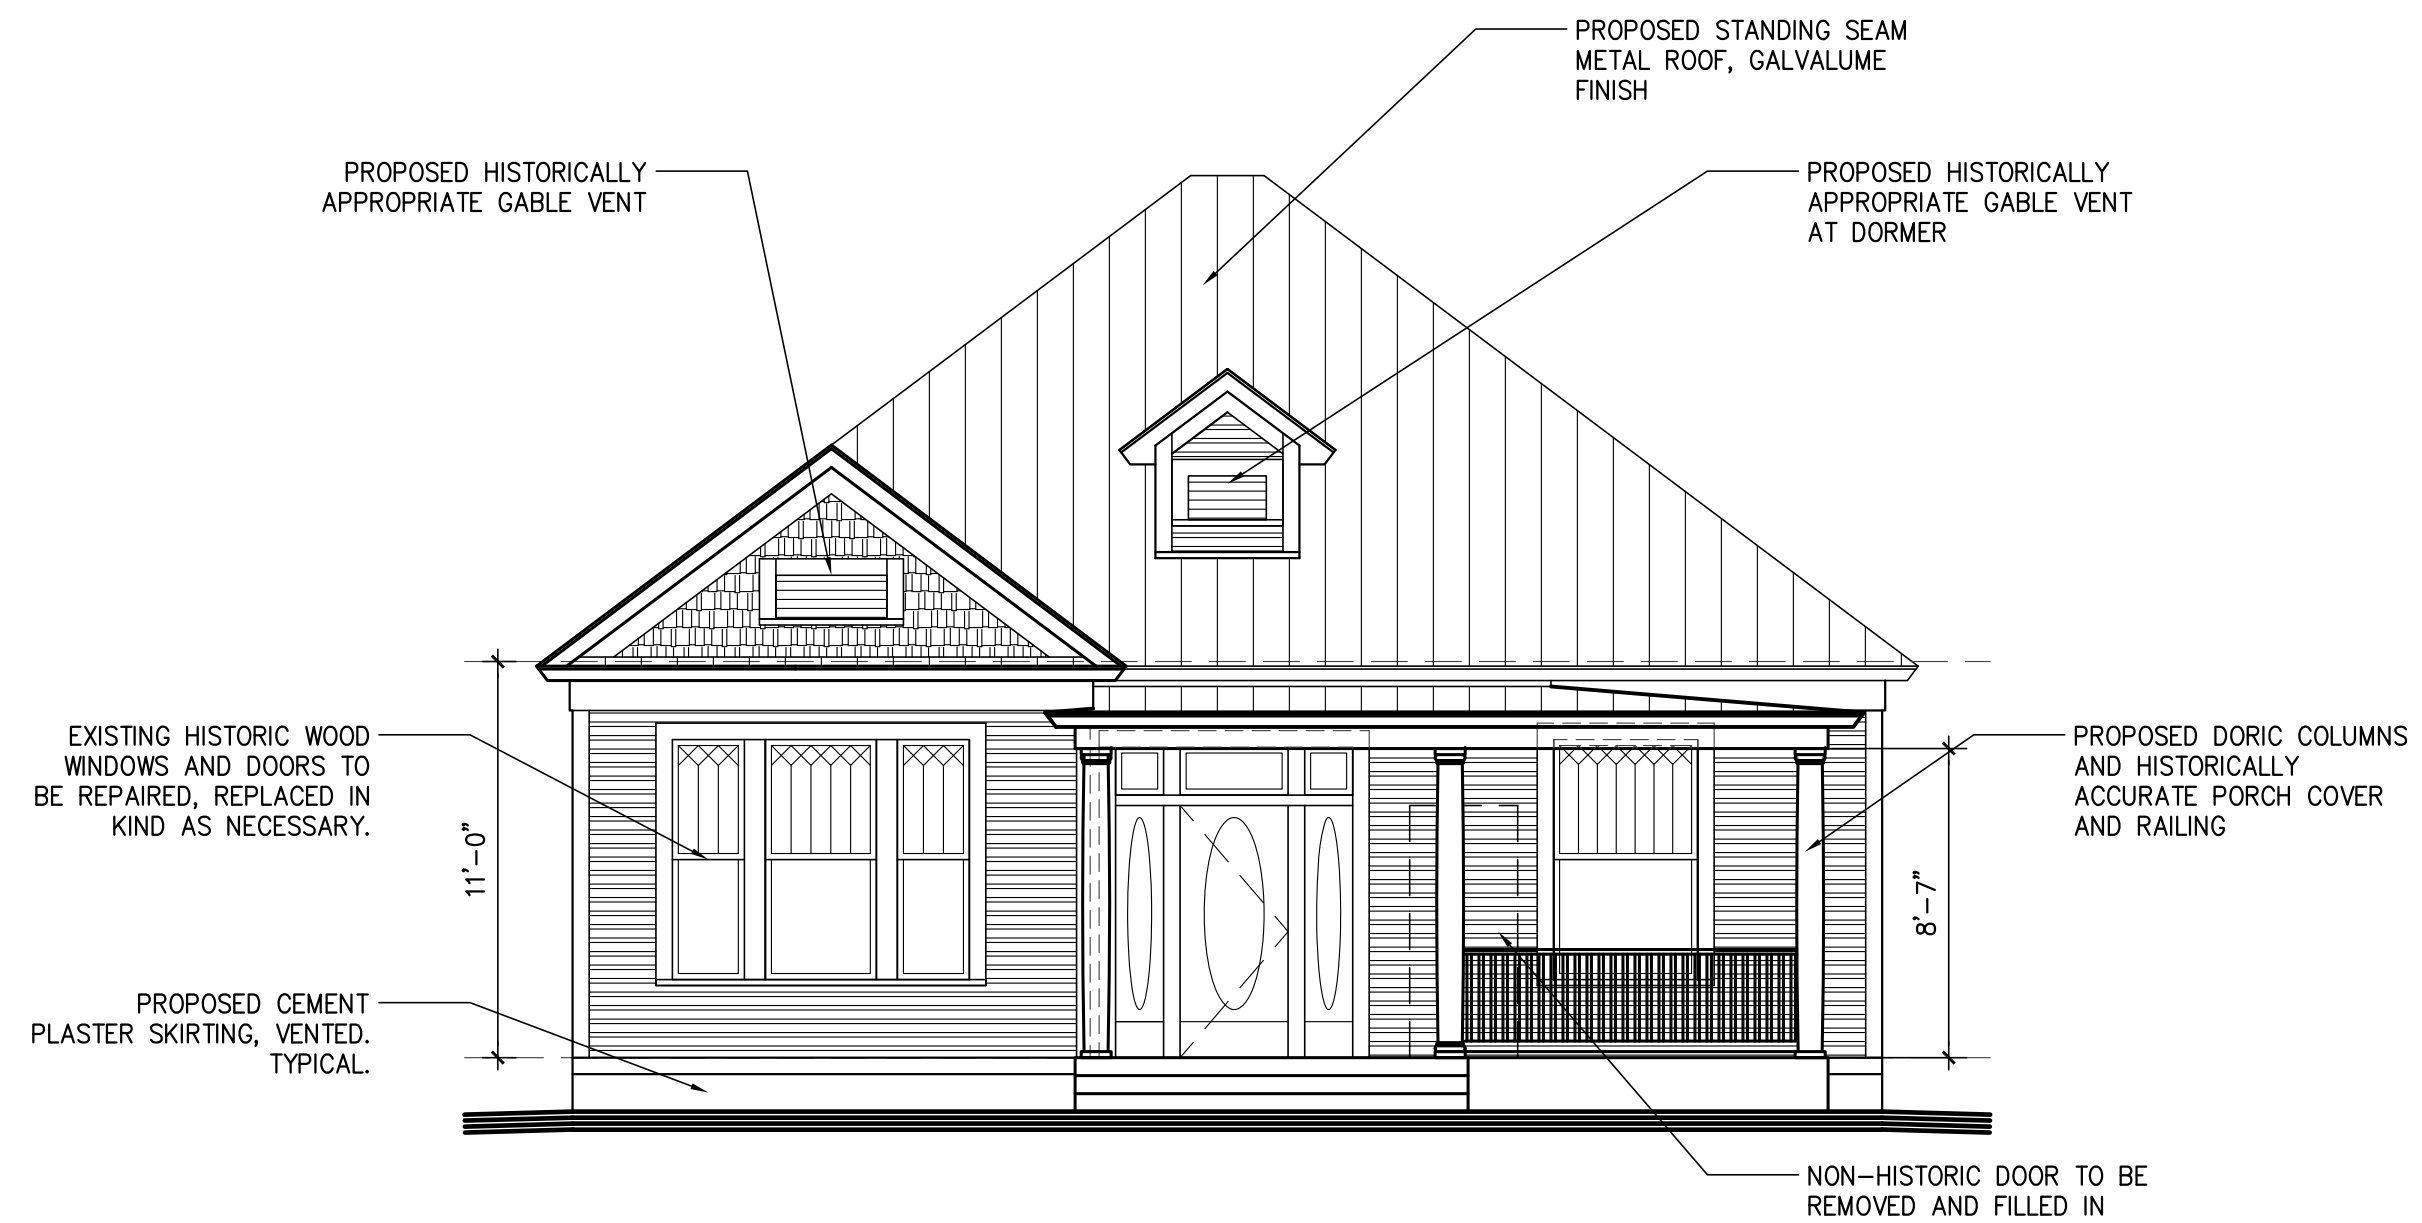 PROPOSED STANDING SEAM
METAL ROOF, GALVALUME
FINISH
PROPOSED HISTORICALLY
APPROPRIATE GABLE VENT
PROPOSED HISTORICALLY
APPROPRIATE GABLE VENT
AT DORMER
EXISTING HISTORIC WOOD
WINDOWS AND DOORS TO
BE REPAIRED, REPLACED IN
KIND AS NECESSARY.
11'-0"
PROPOSED DORIC COLUMNS
AND HISTORICALLY
ACCURATE PORCH COVER
AND RAILING
8'-7"
PROPOSED CEMENT
PLASTER SKIRTING, VENTED.
TYPICAL.
NON-HISTORIC DOOR TO BE
REMOVED AND FILLED IN